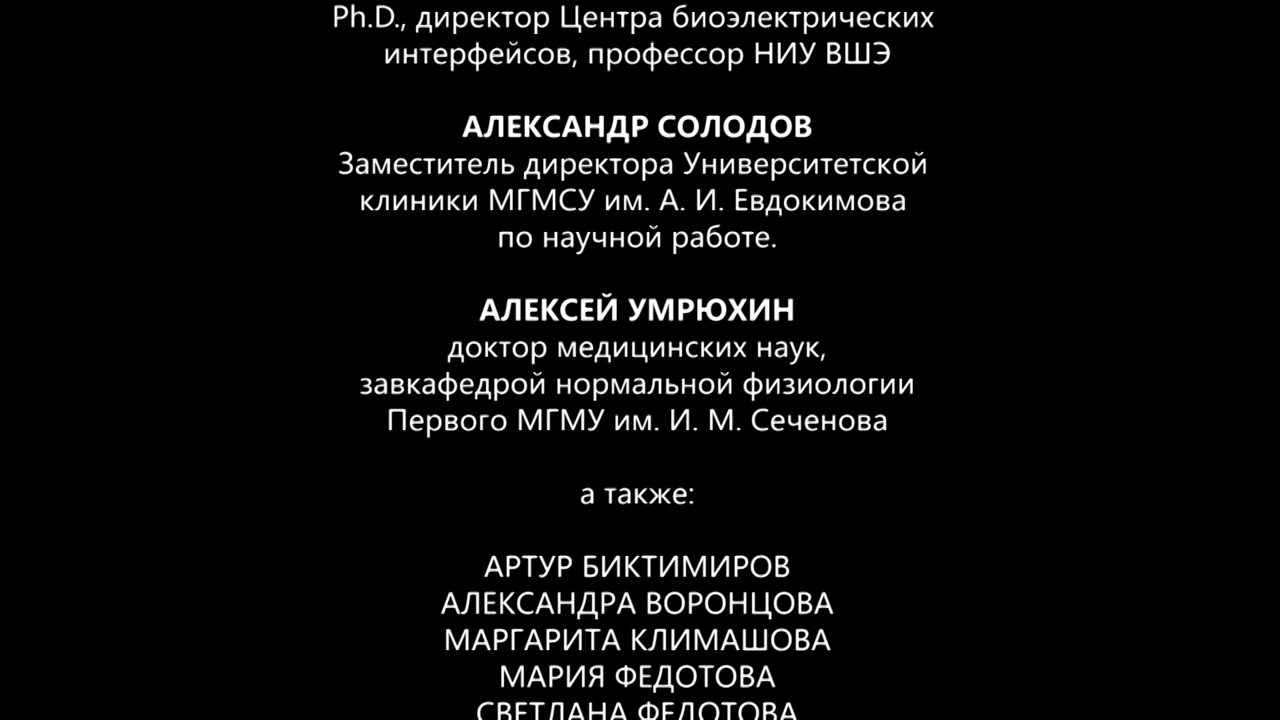 Ph.D., директор Центра биоэлектрических
интерфейсов, профессор НИУ ВШЭ
АЛЕКСАНДР СОЛОДОВ
Заместитель директора Университетской
клиники МГМСУ им. А. И. Евдокимова
по научной работе.
АЛЕКСЕЙ УМРЮХИН
доктор медицинских наук,
завкафедрой нормальной физиологии
Первого МГМУ им. И. М. Сеченова
а также:
АРТУР БИКТИМИРОВ
АЛЕКСАНДРА ВОРОНЦОВА
МАРГАРИТА КЛИМАШОВА
МАРИЯ ФЕДОТОВА
СВЕТЛАНА ФЕДОТОВА